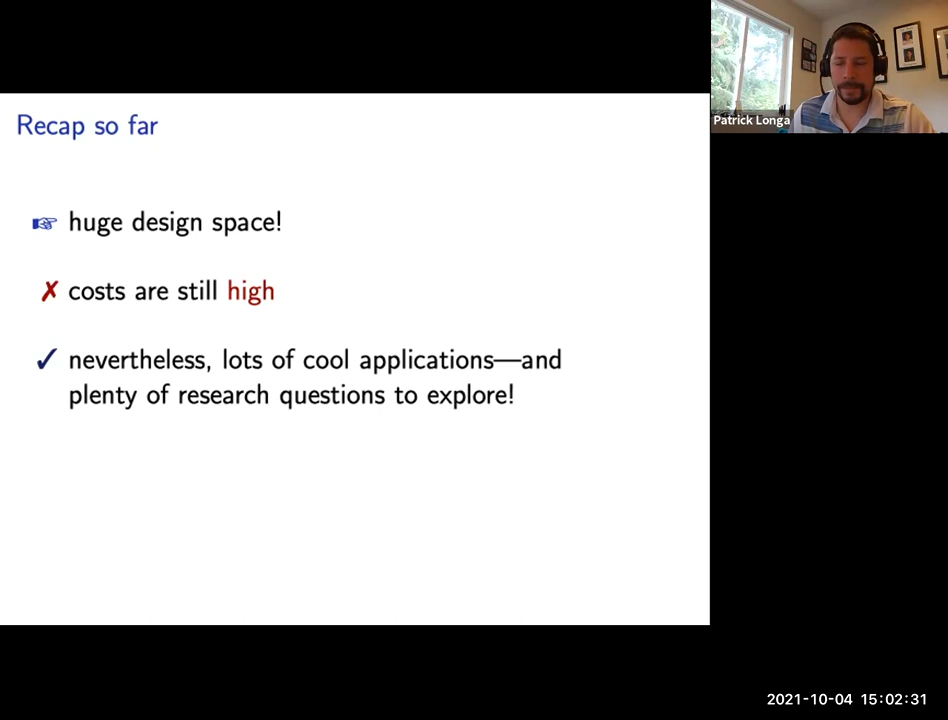 Patrick Longa
Recap so far
☞ huge design space!
✗ costs are still high
✓ nevertheless, lots of cool applications—and
plenty of research questions to explore!
2021-10-04 15:02:31